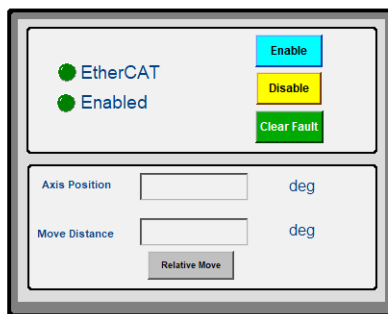 EtherCAT
Enabled
Enable
Disable
Clear Fault
Axis Position deg
Move Distance deg
Relative Move